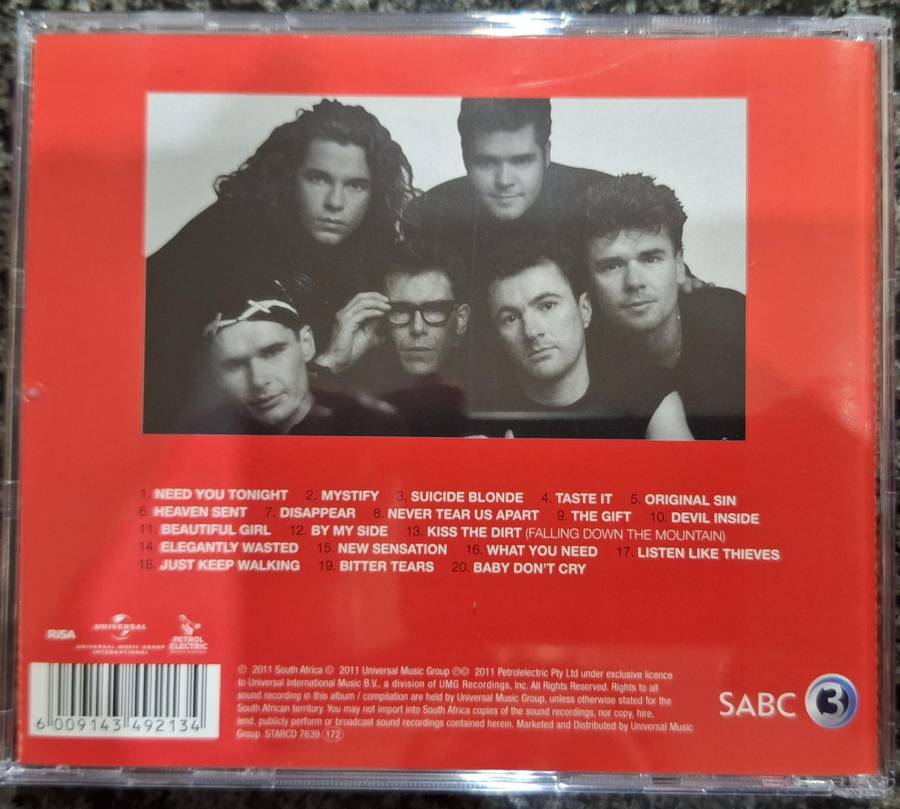 1. NEED YOU TONIGHT 2. MYSTIFY 3. SUICIDE BLONDE 4. TASTE IT 5. ORIGINAL SIN
6. HEAVEN SENT 7. DISAPPEAR 8. NEVER TEAR US APART 9. THE GIFT 10. DEVIL INSIDE
11. BEAUTIFUL GIRL 12. BY MY SIDE 13. KISS THE DIRT (FALLING DOWN THE MOUNTAIN)
14. ELEGANTLY WASTED 15. NEW SENSATION 16. WHAT YOU NEED 17. LISTEN LIKE THIEVES
18. JUST KEEP WALKING 19. BITTER TEARS 20. BABY DON'T CRY
RiSA
UNIVERSAL
UNIVERSAL MUSIC GROUP
INTERNATIONAL
PETROL
ELECTRIC
6 009143 492134
℗ 2011 South Africa © 2011 Universal Music Group ℗© 2011 Petrolelectric Pty Ltd under exclusive licence
to Universal International Music B.V., a division of UMG Recordings, Inc. All Rights Reserved. Rights to all
sound recording in this album / compilation are held by Universal Music Group, unless otherwise stated for the
South African territory. You may not import into South Africa copies of the sound recordings, nor copy, hire,
lend, publicly perform or broadcast sound recordings contained herein. Marketed and Distributed by Universal Music
Group. STARCD 7639 172
SABC 3